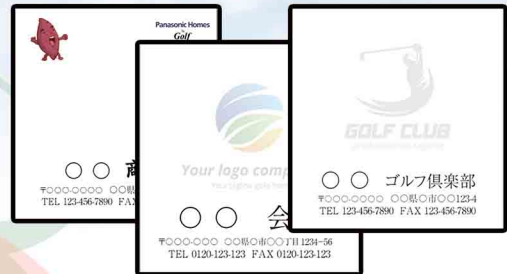 Panasonic Homes
Golf
○○ 商
〒○○○-○○○○ ○○県
TEL 123-456-7890 FAX
Your logo comp
○○ 会
〒○○○-○○○ ○○県○市○○丁目1234-56
TEL 0120-123-123 FAX 0120-123-123
GOLF CLUB
○○ ゴルフ倶楽部
〒○○○-○○○○ ○○県○市○○123-4
TEL 123-456-7890 FAX 123-456-7890